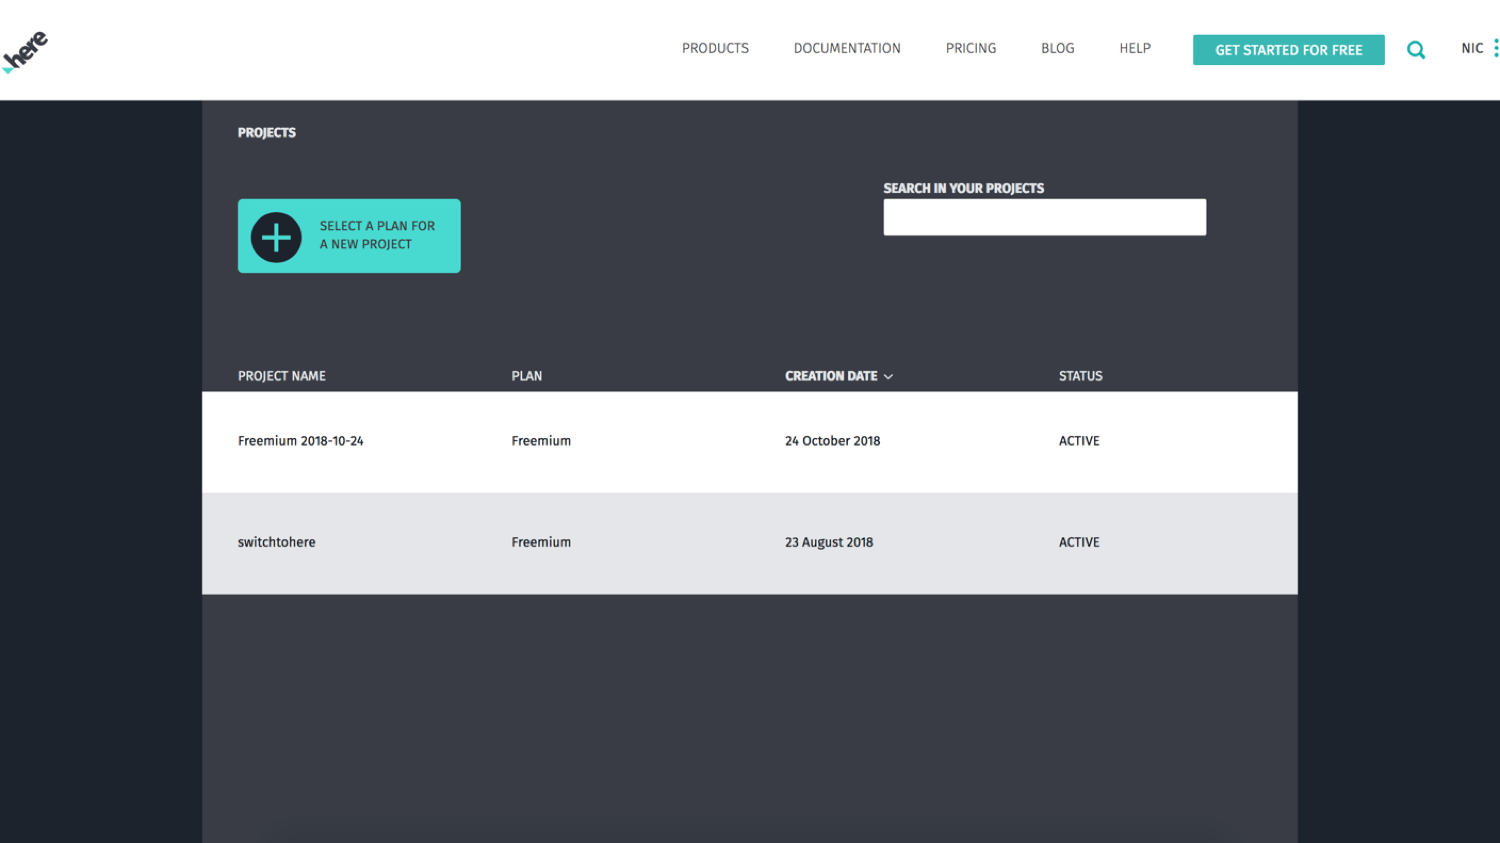 here
PRODUCTS DOCUMENTATION PRICING BLOG HELP GET STARTED FOR FREE NIC
PROJECTS
SEARCH IN YOUR PROJECTS
SELECT A PLAN FOR
A NEW PROJECT
PROJECT NAME PLAN CREATION DATE STATUS
Freemium 2018-10-24 Freemium 24 October 2018 ACTIVE
switchtohere Freemium 23 August 2018 ACTIVE